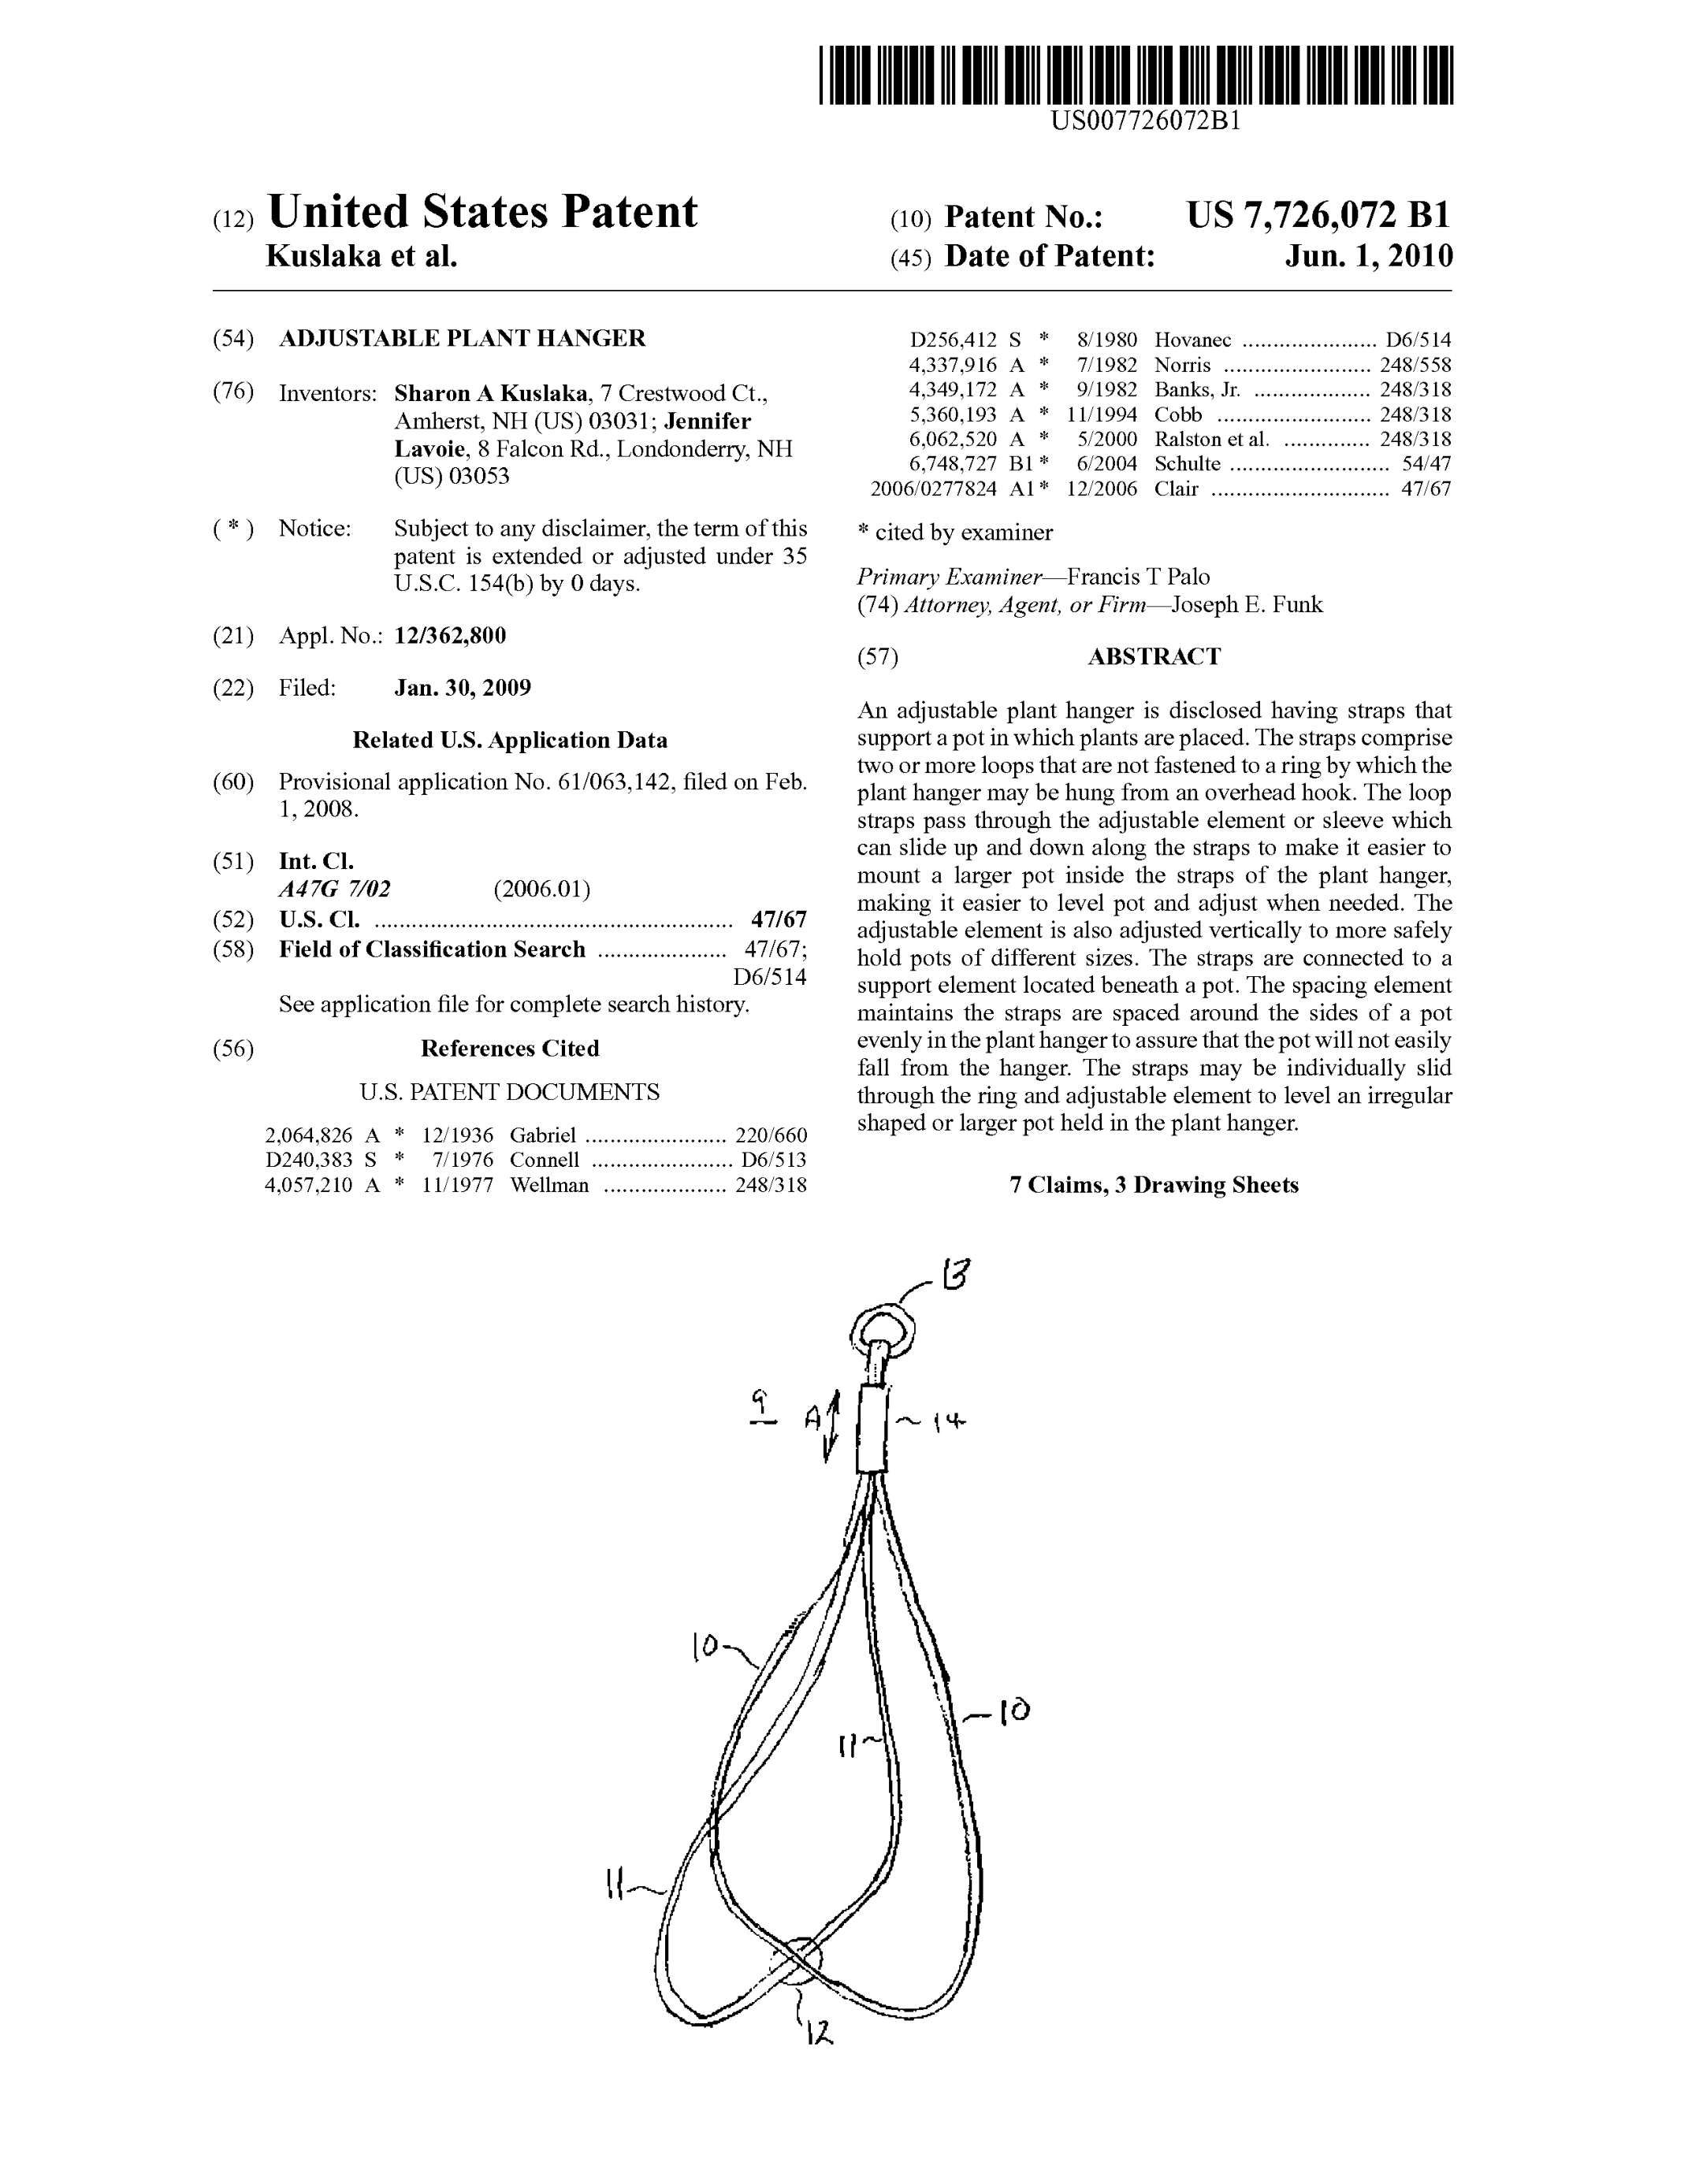 US007726072B1
(12) United States Patent
Kuslaka et al.
(10) Patent No.: US 7,726,072 B1
(45) Date of Patent: Jun. 1, 2010
(54) ADJUSTABLE PLANT HANGER
(76) Inventors: Sharon A Kuslaka, 7 Crestwood Ct.,
Amherst, NH (US) 03031; Jennifer
Lavoie, 8 Falcon Rd., Londonderry, NH
(US) 03053
( * ) Notice: Subject to any disclaimer, the term of this
patent is extended or adjusted under 35
U.S.C. 154(b) by 0 days.
(21) Appl. No.: 12/362,800
(22) Filed: Jan. 30, 2009
Related U.S. Application Data
(60) Provisional application No. 61/063,142, filed on Feb.
1, 2008.
(51) Int. Cl.
A47G 7/02 (2006.01)
(52) U.S. Cl. ........................................................ 47/67
(58) Field of Classification Search ..................... 47/67;
D6/514
See application file for complete search history.
(56) References Cited
U.S. PATENT DOCUMENTS
2,064,826 A * 12/1936 Gabriel ....................... 220/660
D240,383 S * 7/1976 Connell ....................... D6/513
4,057,210 A * 11/1977 Wellman .................... 248/318
D256,412 S * 8/1980 Hovanec ...................... D6/514
4,337,916 A * 7/1982 Norris ........................ 248/558
4,349,172 A * 9/1982 Banks, Jr. ................... 248/318
5,360,193 A * 11/1994 Cobb ......................... 248/318
6,062,520 A * 5/2000 Ralston et al. .............. 248/318
6,748,727 B1 * 6/2004 Schulte .......................... 54/47
2006/0277824 A1 * 12/2006 Clair ............................. 47/67
* cited by examiner
Primary Examiner—Francis T Palo
(74) Attorney, Agent, or Firm—Joseph E. Funk
(57) ABSTRACT
An adjustable plant hanger is disclosed having straps that
support a pot in which plants are placed. The straps comprise
two or more loops that are not fastened to a ring by which the
plant hanger may be hung from an overhead hook. The loop
straps pass through the adjustable element or sleeve which
can slide up and down along the straps to make it easier to
mount a larger pot inside the straps of the plant hanger,
making it easier to level pot and adjust when needed. The
adjustable element is also adjusted vertically to more safely
hold pots of different sizes. The straps are connected to a
support element located beneath a pot. The spacing element
maintains the straps are spaced around the sides of a pot
evenly in the plant hanger to assure that the pot will not easily
fall from the hanger. The straps may be individually slid
through the ring and adjustable element to level an irregular
shaped or larger pot held in the plant hanger.
7 Claims, 3 Drawing Sheets
13
9 A 14
10
10
11
11
12